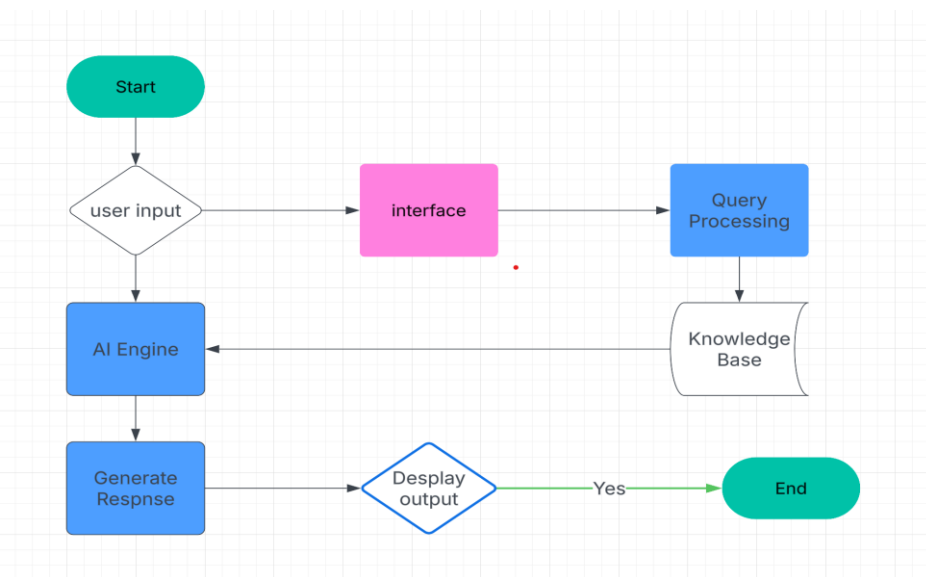 Start
user input
interface
Query
Processing
AI Engine
Knowledge
Base
Generate
Respnse
Desplay
output
Yes
End